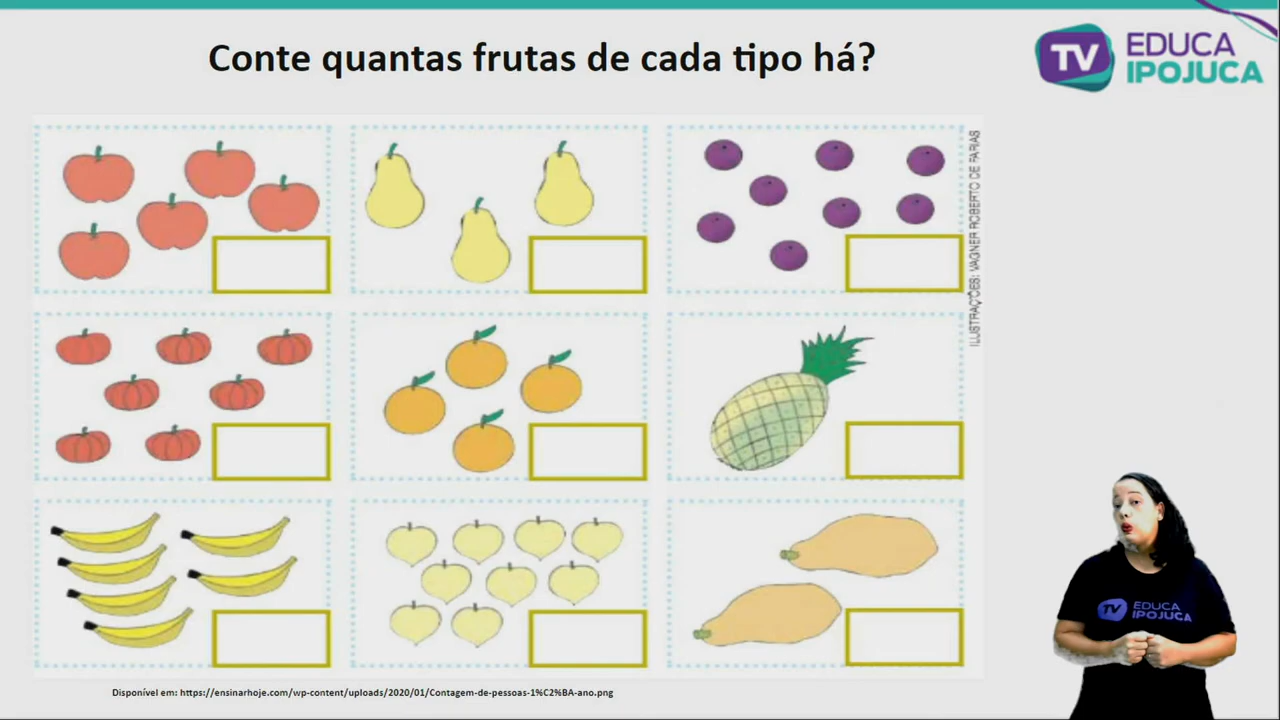 Conte quantas frutas de cada tipo há?
TV EDUCA
IPOJUCA
ILUSTRAÇÕES: VAGNER ROBERTO DE FARIAS
TV EDUCA
IPOJUCA
Disponível em: https://ensinarhoje.com/wp-content/uploads/2020/01/Contagem-de-pessoas-1%C2%BA-ano.png